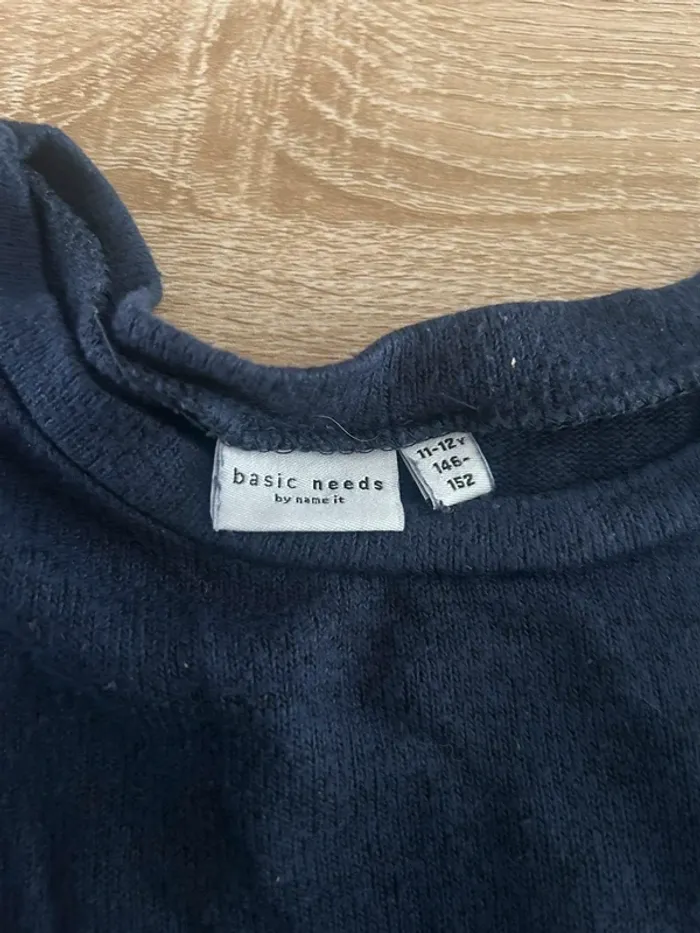 basic needs
by name it
11-12Y
146-
152